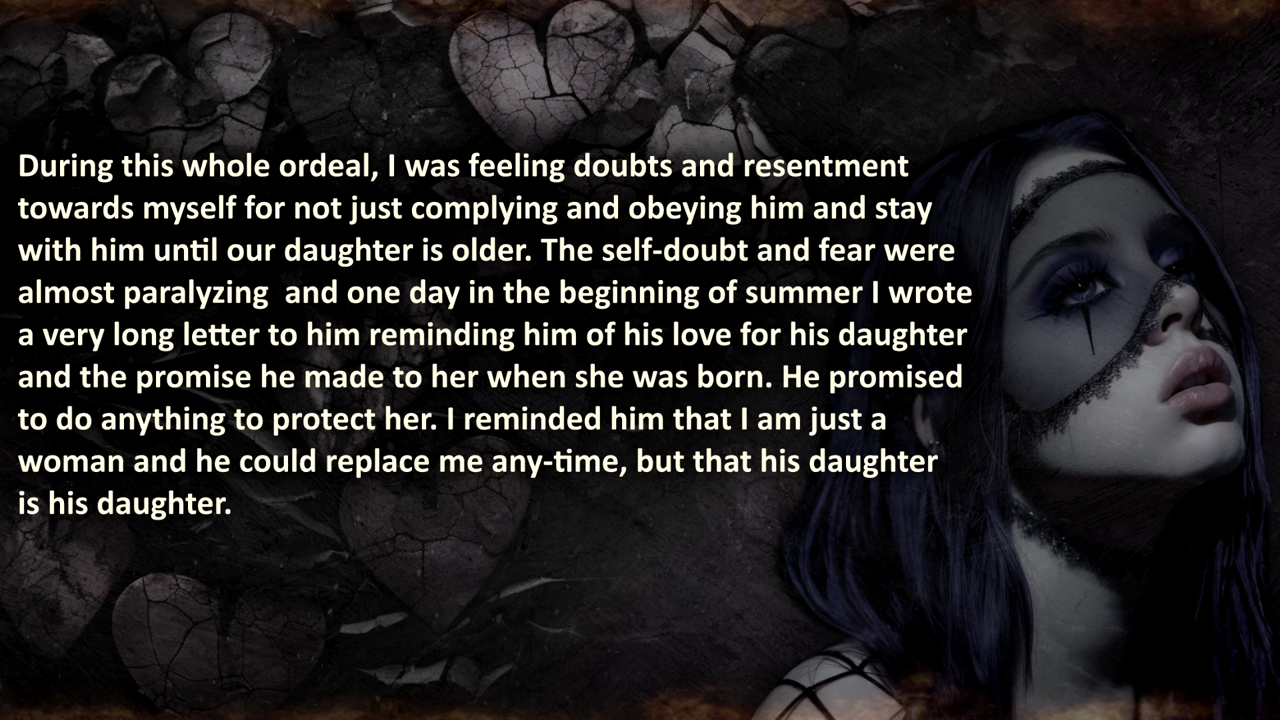 During this whole ordeal, I was feeling doubts and resentment
towards myself for not just complying and obeying him and stay
with him until our daughter is older. The self-doubt and fear were
almost paralyzing  and one day in the beginning of summer I wrote
a very long letter to him reminding him of his love for his daughter
and the promise he made to her when she was born. He promised
to do anything to protect her. I reminded him that I am just a
woman and he could replace me any-time, but that his daughter
is his daughter.